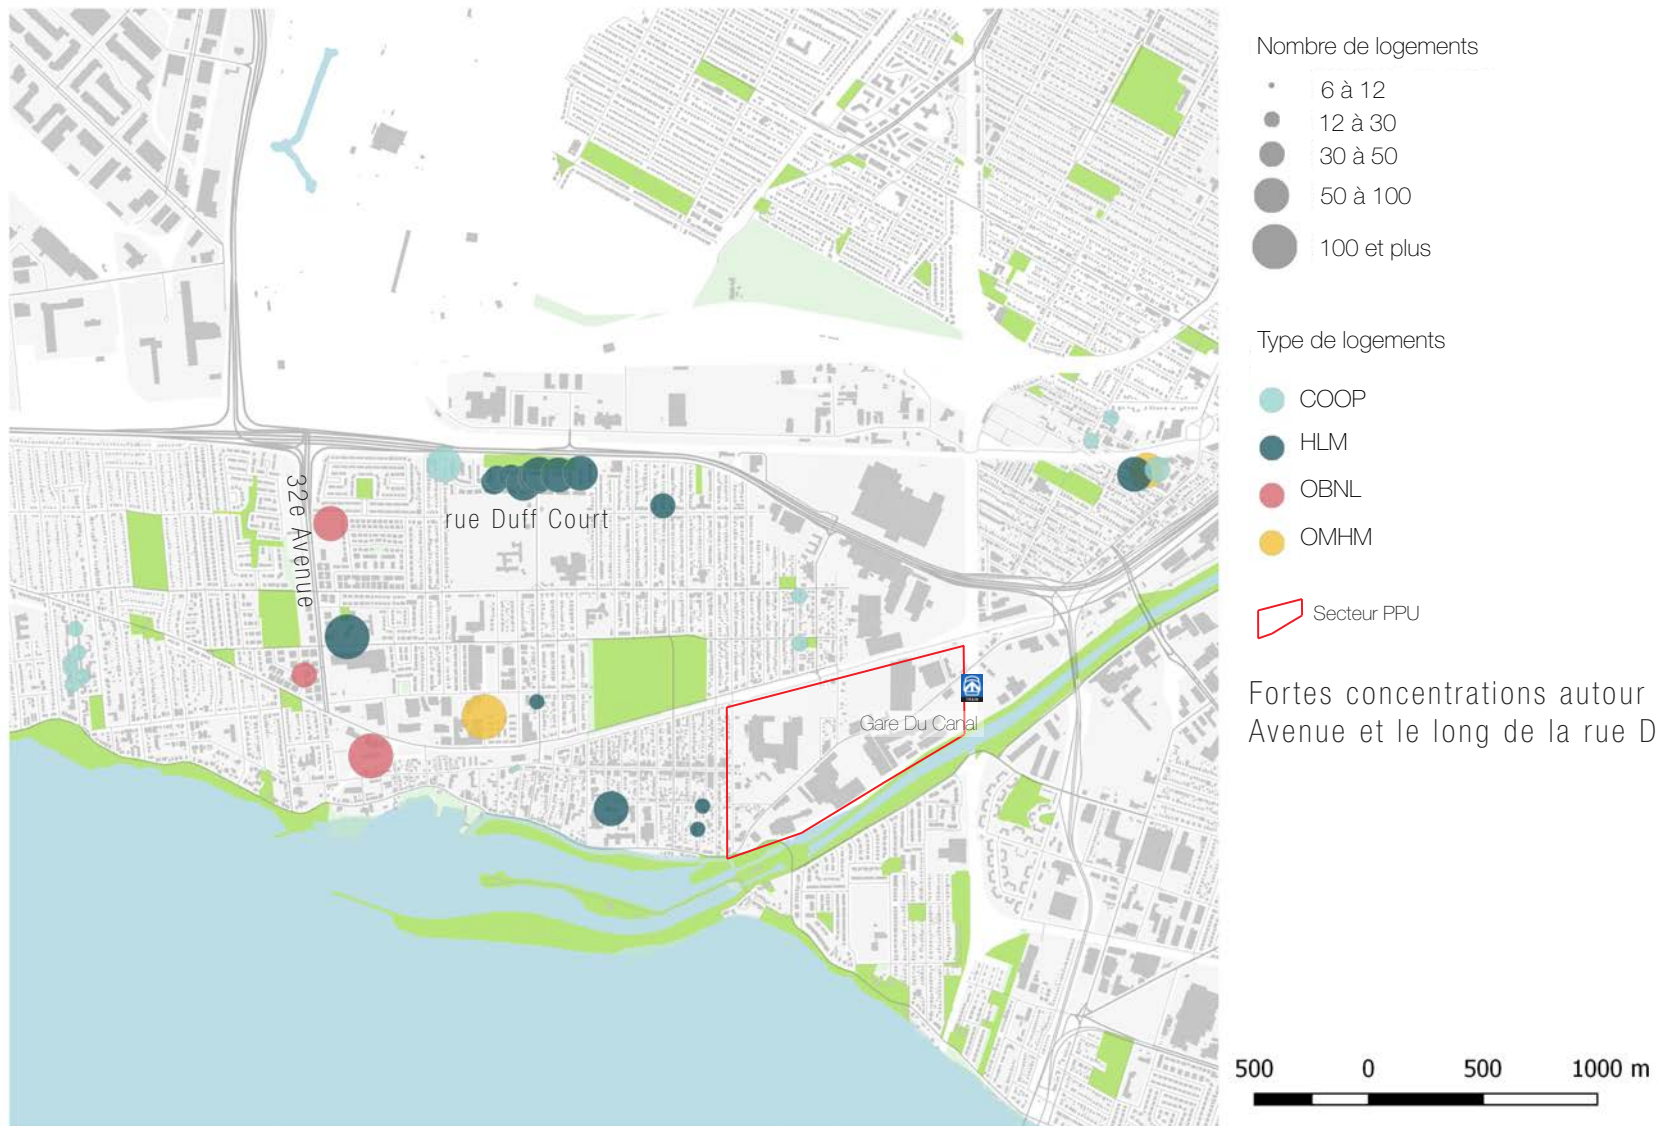 Nombre de logements
6 à 12
12 à 30
30 à 50
50 à 100
100 et plus
Type de logements
COOP
HLM
OBNL
OMHM
Secteur PPU
Fortes concentrations autour
Avenue et le long de la rue D
500 0 500 1000 m
32e Avenue
rue Duff Court
TRAIN
Gare Du Canal